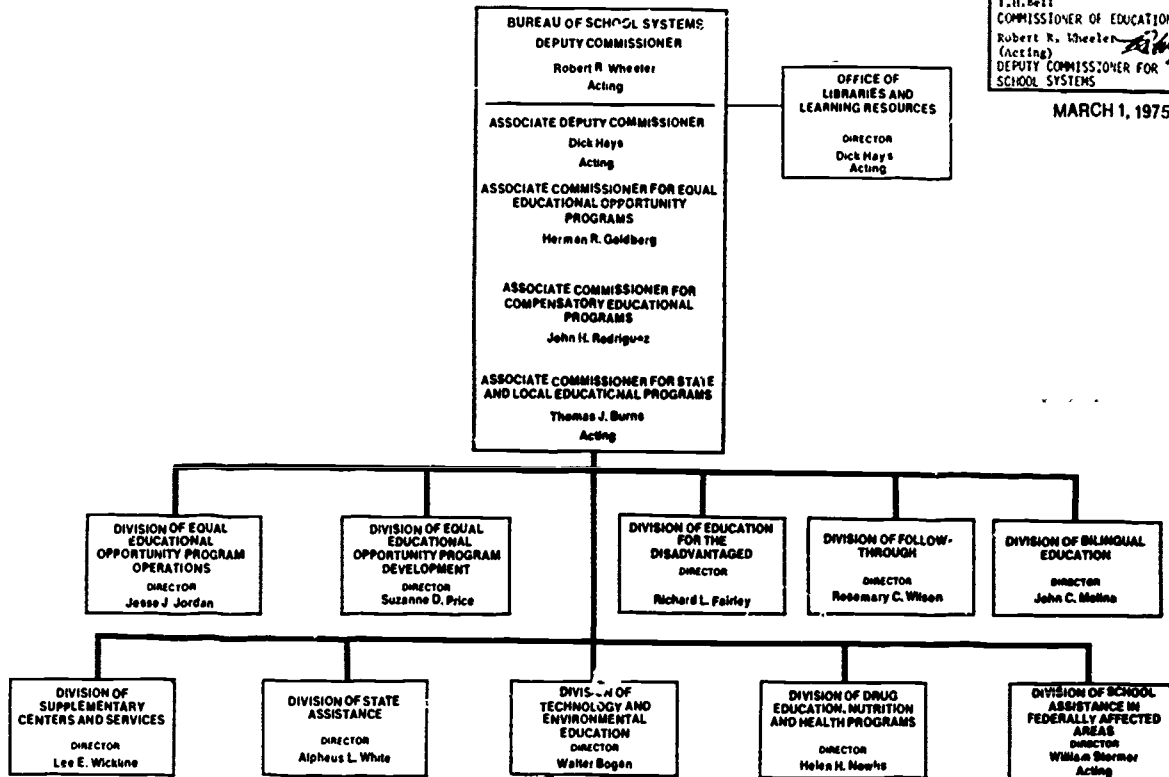 T.H.Bell
COMMISSIONER OF EDUCATION
Robert R. Wheeler
(Acting)
DEPUTY COMMISSIONER FOR
SCHOOL SYSTEMS
MARCH 1, 1975
BUREAU OF SCHOOL SYSTEMS
DEPUTY COMMISSIONER
Robert R Wheeler
Acting
OFFICE OF
LIBRARIES AND
LEARNING RESOURCES
DIRECTOR
Dick Hays
Acting
ASSOCIATE DEPUTY COMMISSIONER
Dick Hays
Acting
ASSOCIATE COMMISSIONER FOR EQUAL
EDUCATIONAL OPPORTUNITY
PROGRAMS
Herman R. Goldberg
ASSOCIATE COMMISSIONER FOR
COMPENSATORY EDUCATIONAL
PROGRAMS
John H. Rodriguez
ASSOCIATE COMMISSIONER FOR STATE
AND LOCAL EDUCATIONAL PROGRAMS
Thomas J. Burns
Acting
DIVISION OF EQUAL
EDUCATIONAL
OPPORTUNITY PROGRAM
OPERATIONS
DIRECTOR
Jesse J Jordan
DIVISION OF EQUAL
EDUCATIONAL
OPPORTUNITY PROGRAM
DEVELOPMENT
DIRECTOR
Suzanne D. Price
DIVISION OF EDUCATION
FOR THE
DISADVANTAGED
DIRECTOR
Richard L. Fairley
DIVISION OF FOLLOW-
THROUGH
DIRECTOR
Rosemary C. Wilson
DIVISION OF BILINGUAL
EDUCATION
DIRECTOR
John C. Molina
DIVISION OF
SUPPLEMENTARY
CENTERS AND SERVICES
DIRECTOR
Lee E. Wickline
DIVISION OF STATE
ASSISTANCE
DIRECTOR
Alpheus L. White
DIVISION OF
TECHNOLOGY AND
ENVIRONMENTAL
EDUCATION
DIRECTOR
Walter Bogan
DIVISION OF DRUG
EDUCATION, NUTRITION
AND HEALTH PROGRAMS
DIRECTOR
Helen H. Nowlis
DIVISION OF SCHOOL
ASSISTANCE IN
FEDERALLY AFFECTED
AREAS
DIRECTOR
William Stormer
Acting